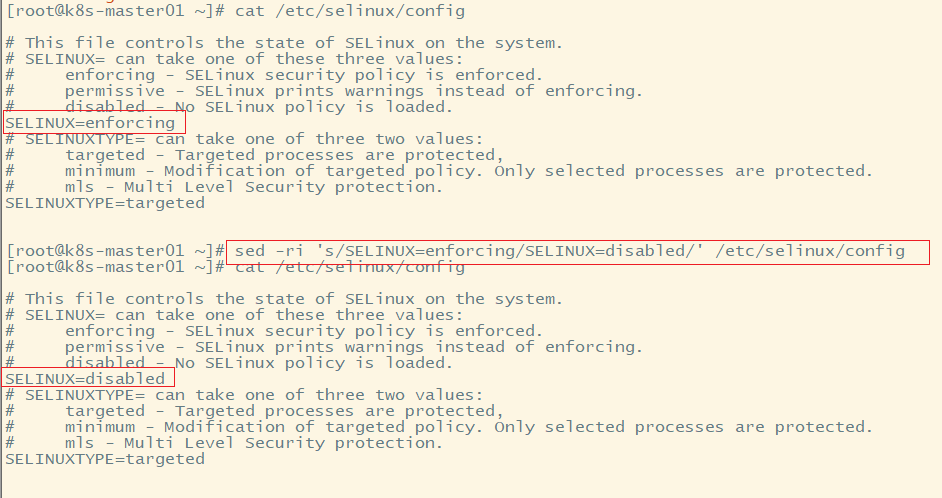 [root@k8s-master01 ~]# cat /etc/selinux/config
# This file controls the state of SELinux on the system.
# SELINUX= can take one of these three values:
#     enforcing - SELinux security policy is enforced.
#     permissive - SELinux prints warnings instead of enforcing.
#     disabled - No SELinux policy is loaded.
SELINUX=enforcing
# SELINUXTYPE= can take one of three two values:
#     targeted - Targeted processes are protected,
#     minimum - Modification of targeted policy. Only selected processes are protected.
#     mls - Multi Level Security protection.
SELINUXTYPE=targeted
[root@k8s-master01 ~]# sed -ri 's/SELINUX=enforcing/SELINUX=disabled/' /etc/selinux/config
[root@k8s-master01 ~]# cat /etc/selinux/config
# This file controls the state of SELinux on the system.
# SELINUX= can take one of these three values:
#     enforcing - SELinux security policy is enforced.
#     permissive - SELinux prints warnings instead of enforcing.
#     disabled - No SELinux policy is loaded.
SELINUX=disabled
# SELINUXTYPE= can take one of three two values:
#     targeted - Targeted processes are protected,
#     minimum - Modification of targeted policy. Only selected processes are protected.
#     mls - Multi Level Security protection.
SELINUXTYPE=targeted